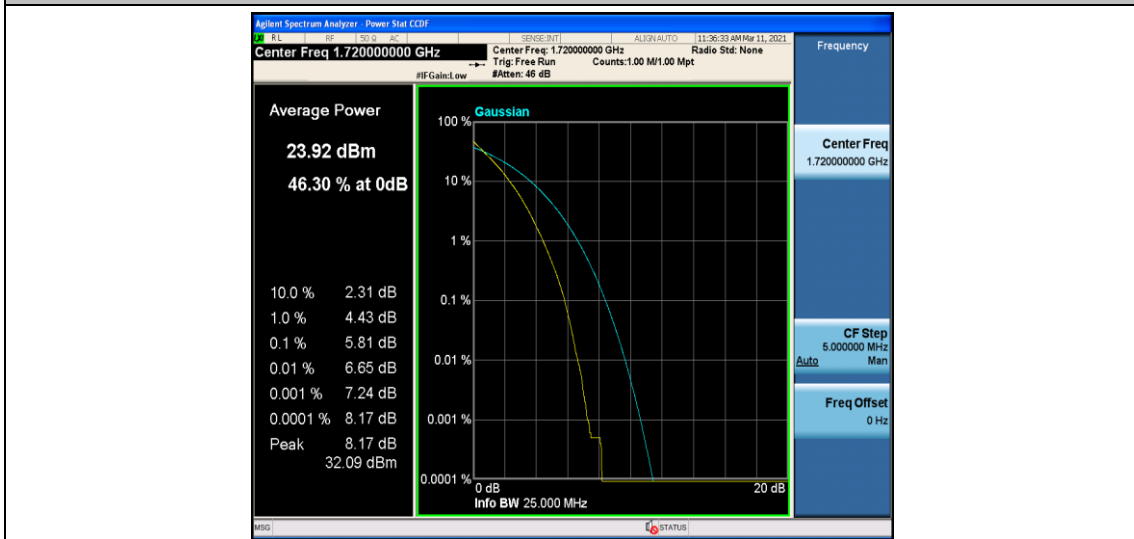 Agilent Spectrum Analyzer - Power Stat CCDF
RL RF 50 Ω AC SENSE:INT ALIGNAUTO 11:36:33 AM Mar 11, 2021
Center Freq 1.720000000 GHz
Center Freq: 1.720000000 GHz Radio Std: None
Trig: Free Run Counts:1.00 M/1.00 Mpt
#IFGain:Low #Atten: 46 dB
Frequency
Average Power
23.92 dBm
46.30 % at 0dB
10.0 % 2.31 dB
1.0 % 4.43 dB
0.1 % 5.81 dB
0.01 % 6.65 dB
0.001 % 7.24 dB
0.0001 % 8.17 dB
Peak 8.17 dB
32.09 dBm
Gaussian
100 %
10 %
1 %
0.1 %
0.01 %
0.001 %
0.0001 %
0 dB 20 dB
Info BW 25.000 MHz
Center Freq
1.720000000 GHz
CF Step
5.000000 MHz
Auto Man
Freq Offset
0 Hz
MSG STATUS